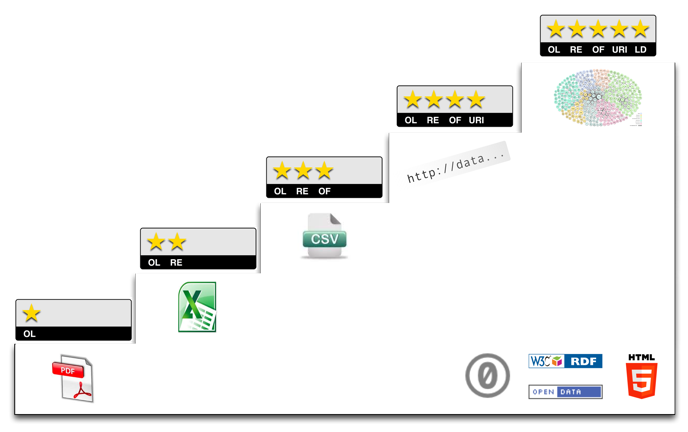 OL RE OF URI LD
OL RE OF URI
http://data...
OL RE OF
CSV
OL RE
X
OL
PDF
0
W3C RDF
OPEN DATA
HTML
5